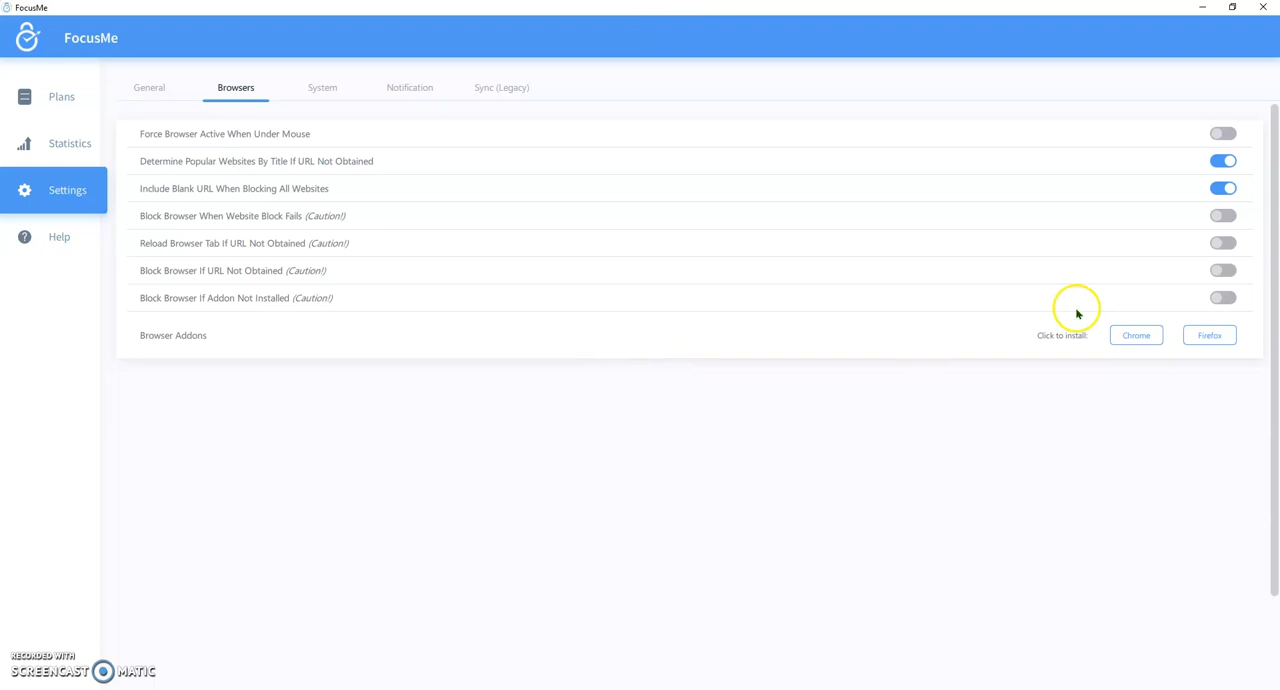 FocusMe
FocusMe
Plans
Statistics
Settings
Help
General Browsers System Notification Sync (Legacy)
Force Browser Active When Under Mouse
Determine Popular Websites By Title If URL Not Obtained
Include Blank URL When Blocking All Websites
Block Browser When Website Block Fails (Caution!)
Reload Browser Tab If URL Not Obtained (Caution!)
Block Browser If URL Not Obtained (Caution!)
Block Browser If Addon Not Installed (Caution!)
Browser Addons Click to install: Chrome Firefox
RECORDED WITH
SCREENCAST MATIC